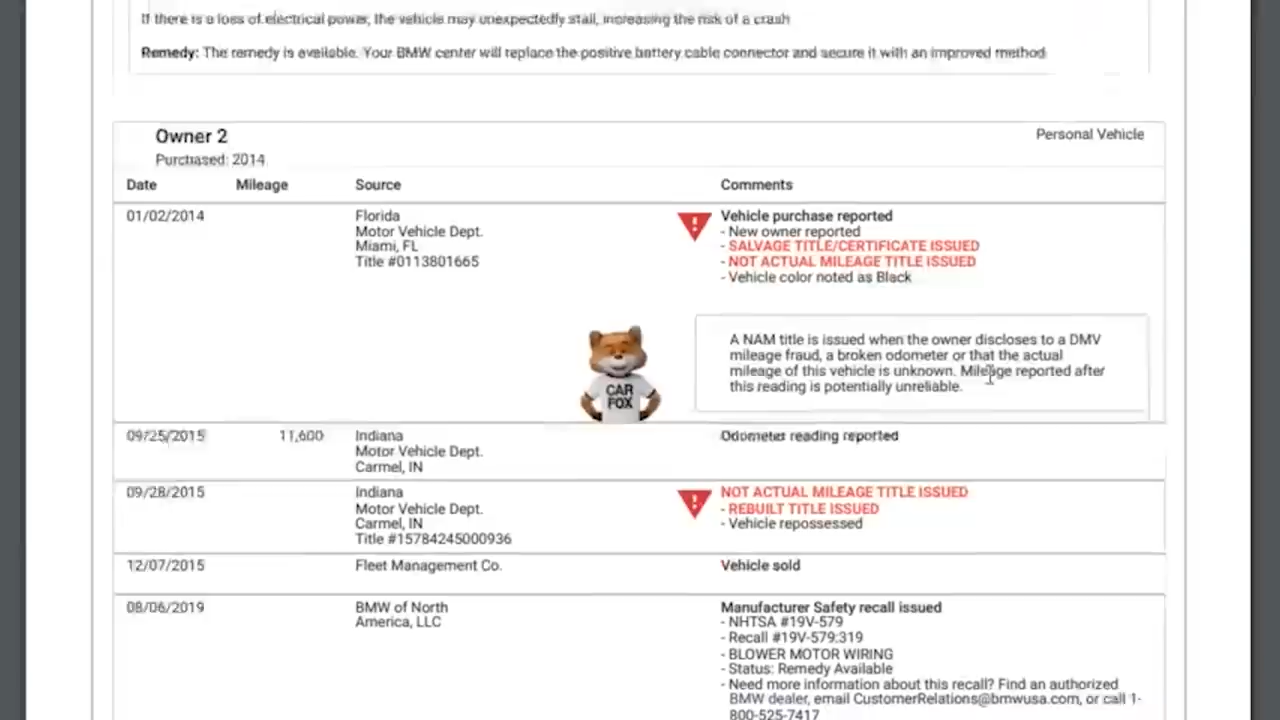 If there is a loss of electrical power, the vehicle may unexpectedly stall, increasing the risk of a crash
Remedy: The remedy is available. Your BMW center will replace the positive battery cable connector and secure it with an improved method
Owner 2
Purchased: 2014
Personal Vehicle
Date Mileage Source Comments
01/02/2014 Florida Vehicle purchase reported
Motor Vehicle Dept. - New owner reported
Miami, FL - SALVAGE TITLE/CERTIFICATE ISSUED
Title #0113801665 - NOT ACTUAL MILEAGE TITLE ISSUED
- Vehicle color noted as Black
A NAM title is issued when the owner discloses to a DMV
mileage fraud, a broken odometer or that the actual
mileage of this vehicle is unknown. Mileage reported after
this reading is potentially unreliable.
CAR
FOX
09/25/2015 11,600 Indiana Odometer reading reported
Motor Vehicle Dept.
Carmel, IN
09/28/2015 Indiana NOT ACTUAL MILEAGE TITLE ISSUED
Motor Vehicle Dept. - REBUILT TITLE ISSUED
Carmel, IN - Vehicle repossessed
Title #15784245000936
12/07/2015 Fleet Management Co. Vehicle sold
08/06/2019 BMW of North Manufacturer Safety recall issued
America, LLC - NHTSA #19V-579
- Recall #19V-579:319
- BLOWER MOTOR WIRING
- Status: Remedy Available
- Need more information about this recall? Find an authorized
BMW dealer, email CustomerRelations@bmwusa.com, or call 1-
800-525-7417